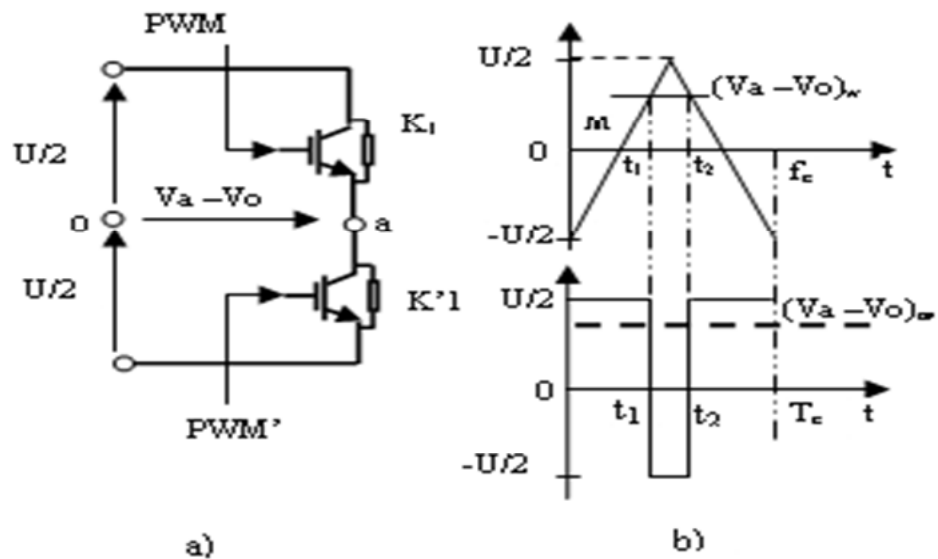 PWM
U/2
0
U/2
Va – Vo
K1
a
K'1
PWM'
a)
U/2
(Va – Vo)w
m
0
t1
t2
fc
t
-U/2
U/2
(Va – Vo)
0
t1
t2
Tc
t
-U/2
b)